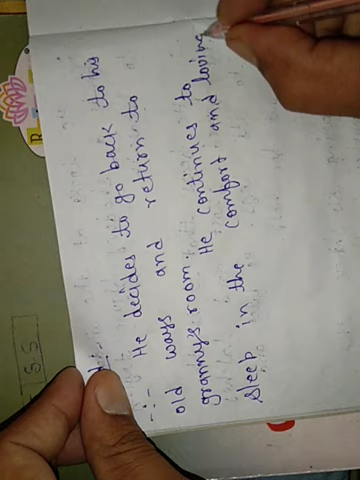 -:- He decides to go back to his
old ways and return to
grannys room. He continues to
sleep in the comfort and loving
S.S